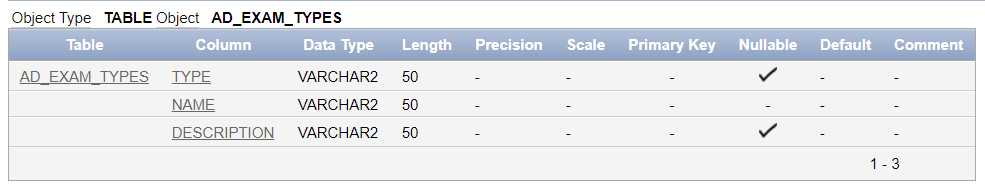 Object Type TABLE Object AD_EXAM_TYPES
Table Column Data Type Length Precision Scale Primary Key Nullable Default Comment
AD_EXAM_TYPES TYPE VARCHAR2 50 - - - ✓ - -
NAME VARCHAR2 50 - - - - - -
DESCRIPTION VARCHAR2 50 - - - ✓ - -
1 - 3